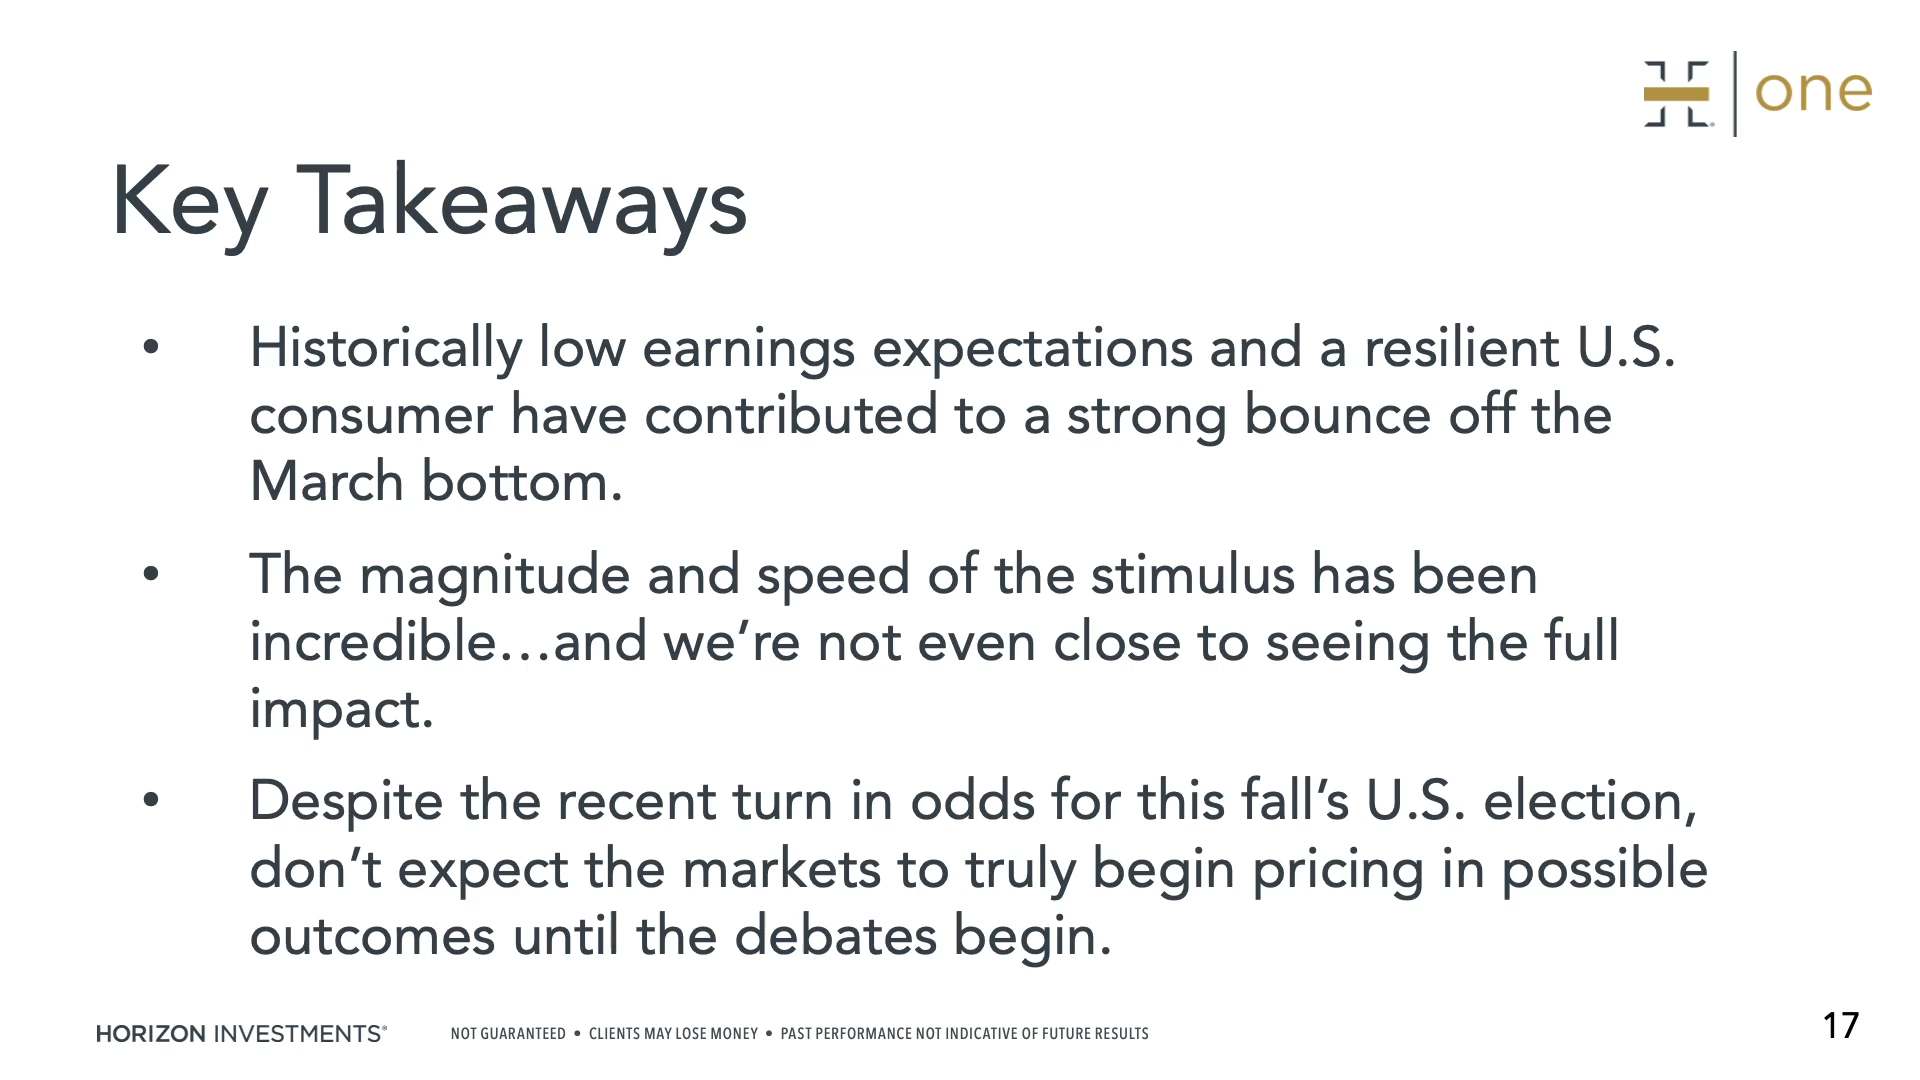 one
Key Takeaways
• Historically low earnings expectations and a resilient U.S.
consumer have contributed to a strong bounce off the
March bottom.
• The magnitude and speed of the stimulus has been
incredible…and we’re not even close to seeing the full
impact.
• Despite the recent turn in odds for this fall’s U.S. election,
don’t expect the markets to truly begin pricing in possible
outcomes until the debates begin.
HORIZON INVESTMENTS® NOT GUARANTEED • CLIENTS MAY LOSE MONEY • PAST PERFORMANCE NOT INDICATIVE OF FUTURE RESULTS 17